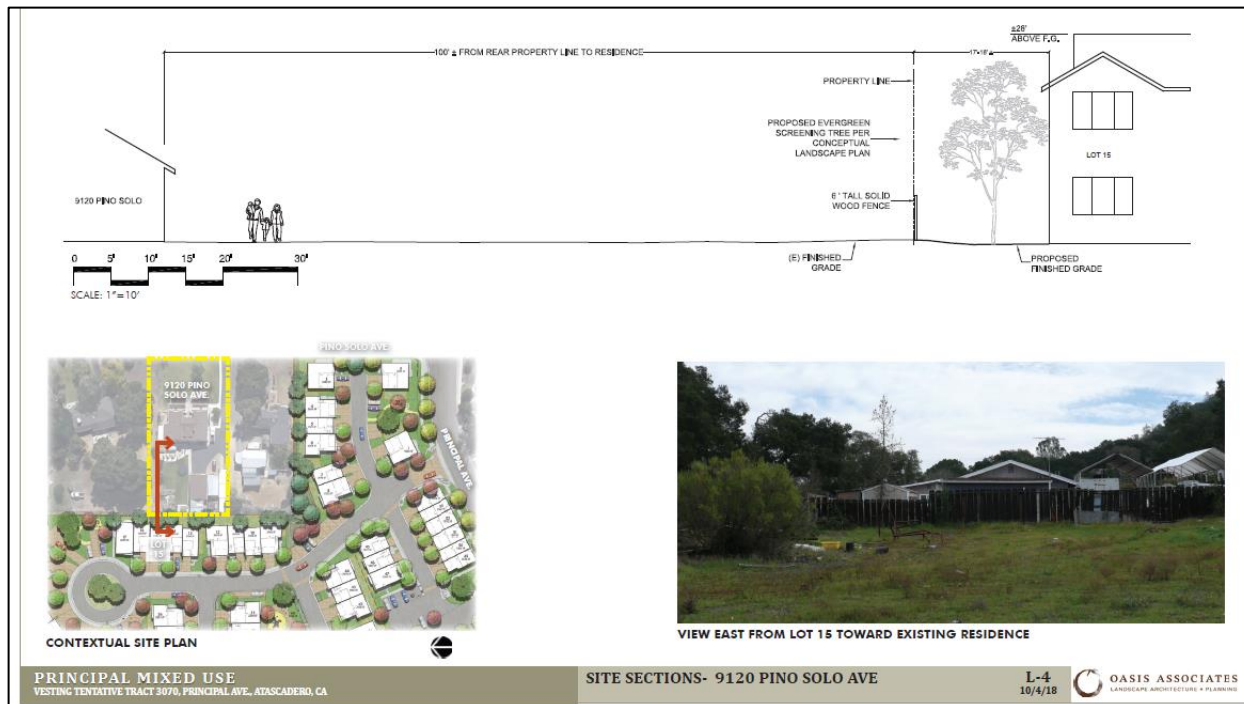 ±26'
ABOVE F.G.
100' ± FROM REAR PROPERTY LINE TO RESIDENCE
17'-18' ±
PROPERTY LINE
PROPOSED EVERGREEN
SCREENING TREE PER
CONCEPTUAL
LANDSCAPE PLAN
LOT 15
9120 PINO SOLO
6' TALL SOLID
WOOD FENCE
(E) FINISHED
GRADE
PROPOSED
FINISHED GRADE
0 5' 10' 15' 20' 30'
SCALE: 1"=10'
PINO SOLO AVE.
9120 PINO
SOLO AVE.
PRINCIPAL AVE.
LOT
15
CONTEXTUAL SITE PLAN
VIEW EAST FROM LOT 15 TOWARD EXISTING RESIDENCE
PRINCIPAL MIXED USE
VESTING TENTATIVE TRACT 3070, PRINCIPAL AVE., ATASCADERO, CA
SITE SECTIONS- 9120 PINO SOLO AVE
L-4
10/4/18
OASIS ASSOCIATES
LANDSCAPE ARCHITECTURE + PLANNING